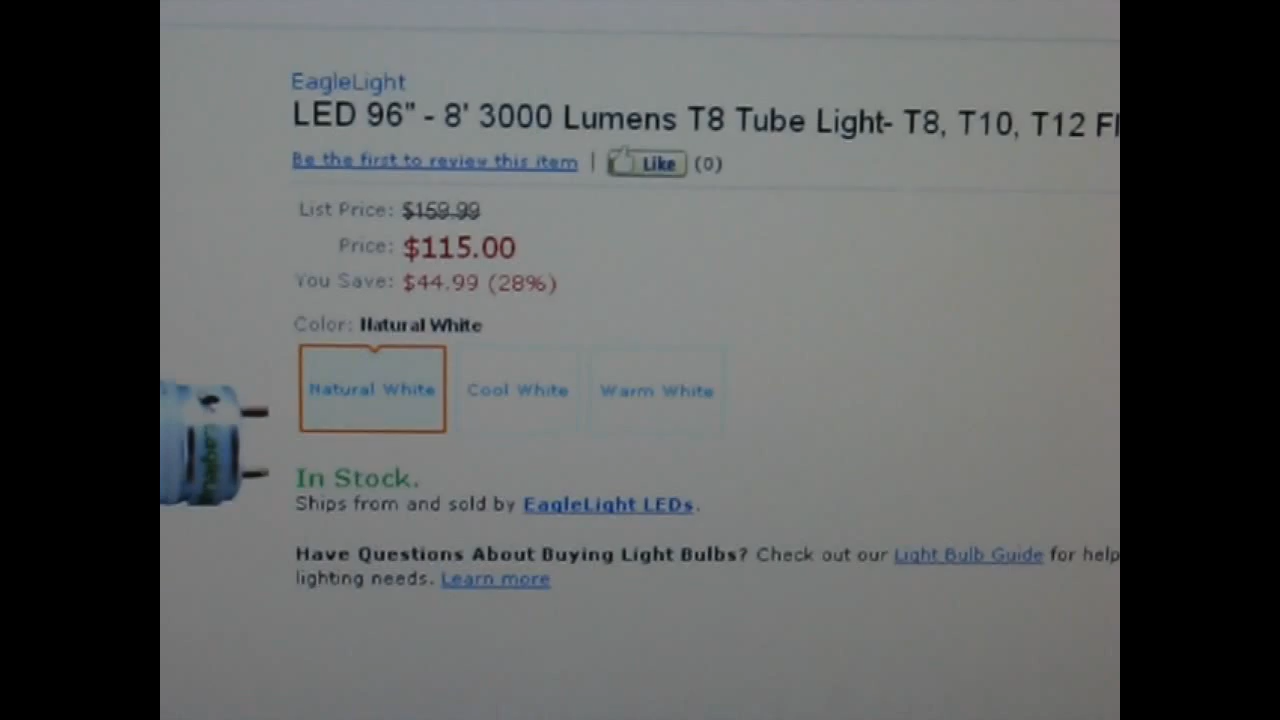 EagleLight
LED 96" - 8' 3000 Lumens T8 Tube Light- T8, T10, T12 Fl
Be the first to review this item | Like (0)
List Price: $159.99
Price: $115.00
You Save: $44.99 (28%)
Color: Natural White
Natural White Cool White Warm White
In Stock.
Ships from and sold by EagleLight LEDs.
Have Questions About Buying Light Bulbs? Check out our Light Bulb Guide for help
lighting needs. Learn more